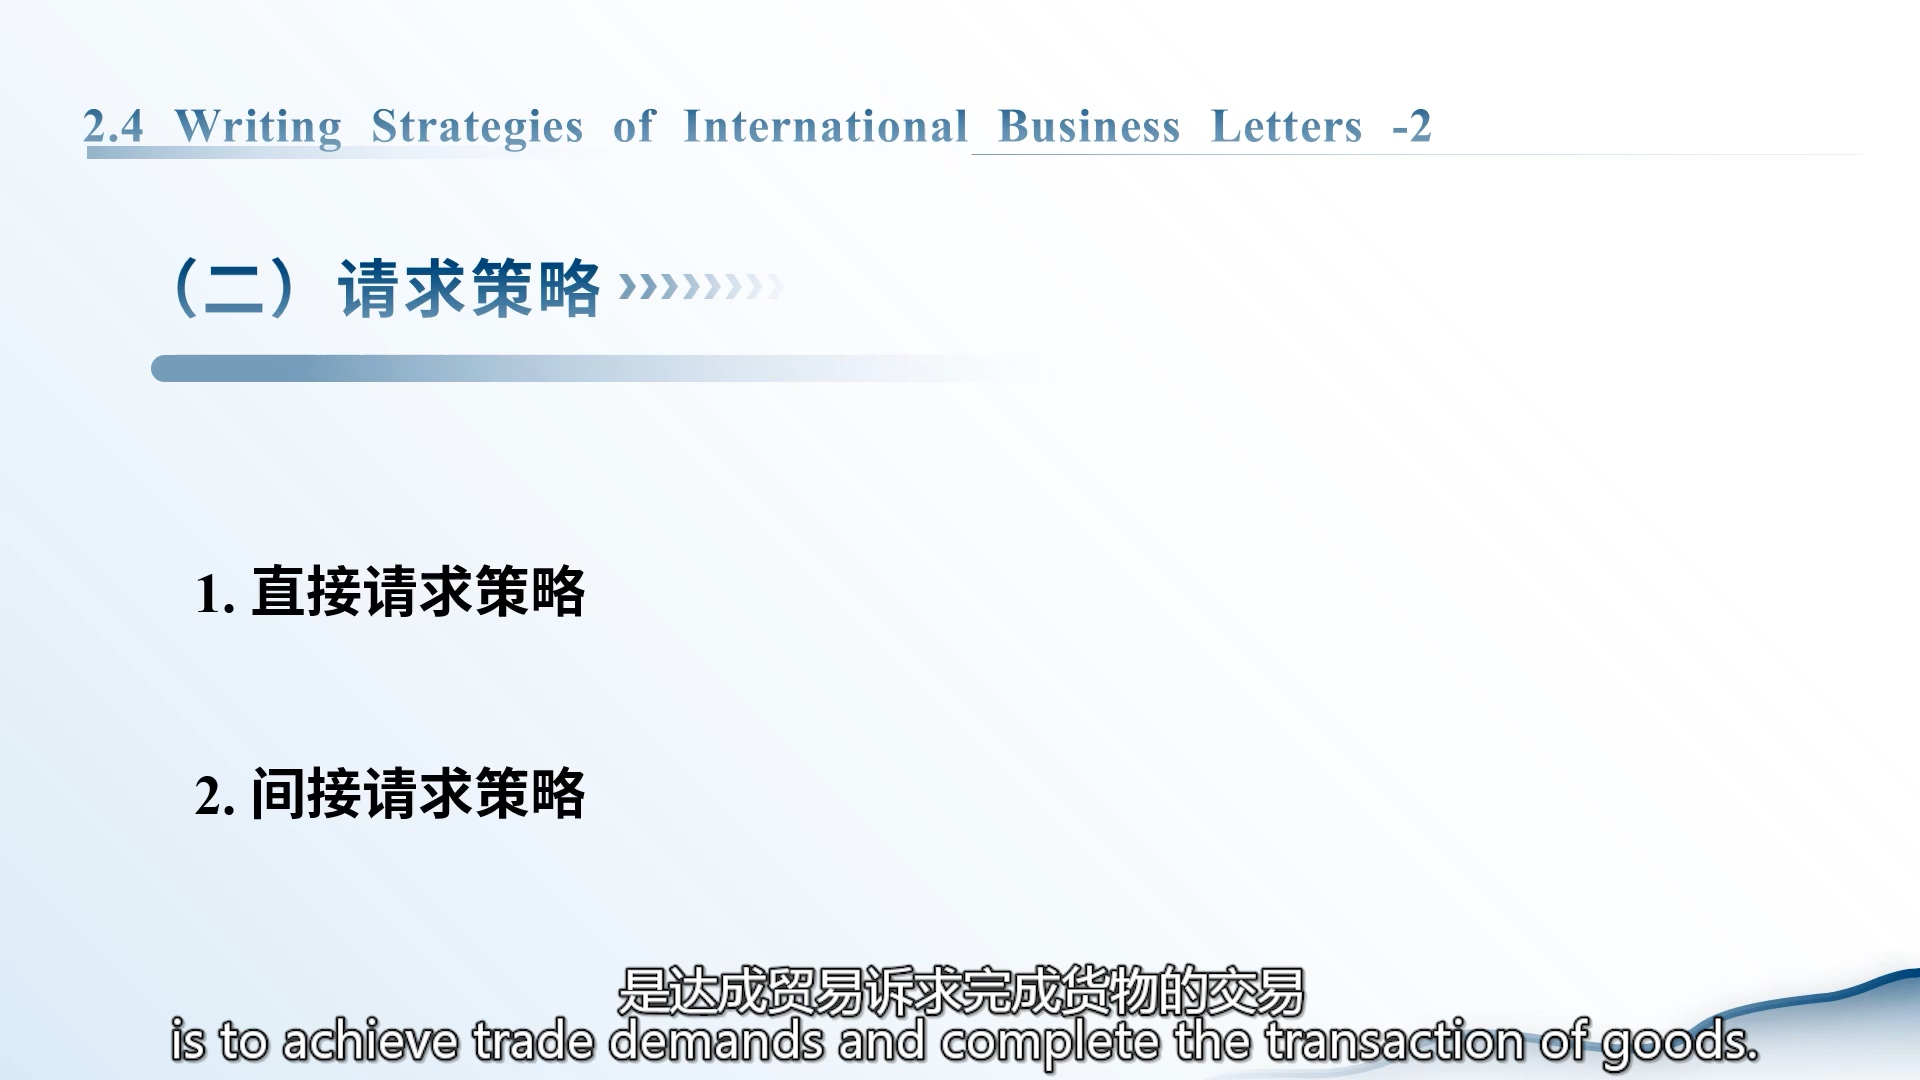 2.4 Writing Strategies of International Business Letters -2
（二）请求策略
1. 直接请求策略
2. 间接请求策略
是达成贸易诉求完成货物的交易
is to achieve trade demands and complete the transaction of goods.